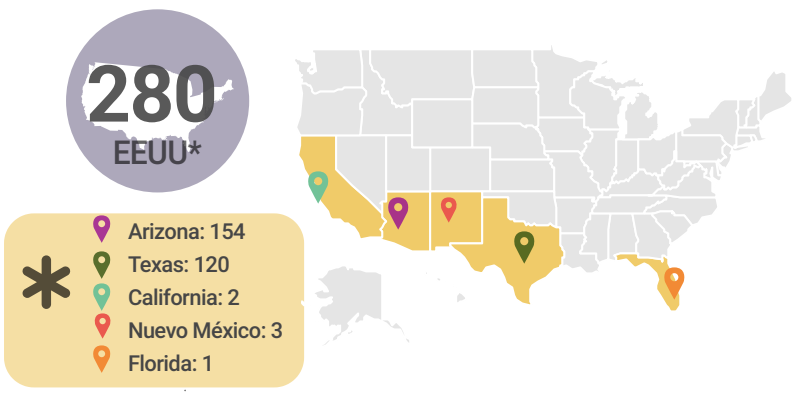 280
EEUU*
* Arizona: 154
Texas: 120
California: 2
Nuevo México: 3
Florida: 1